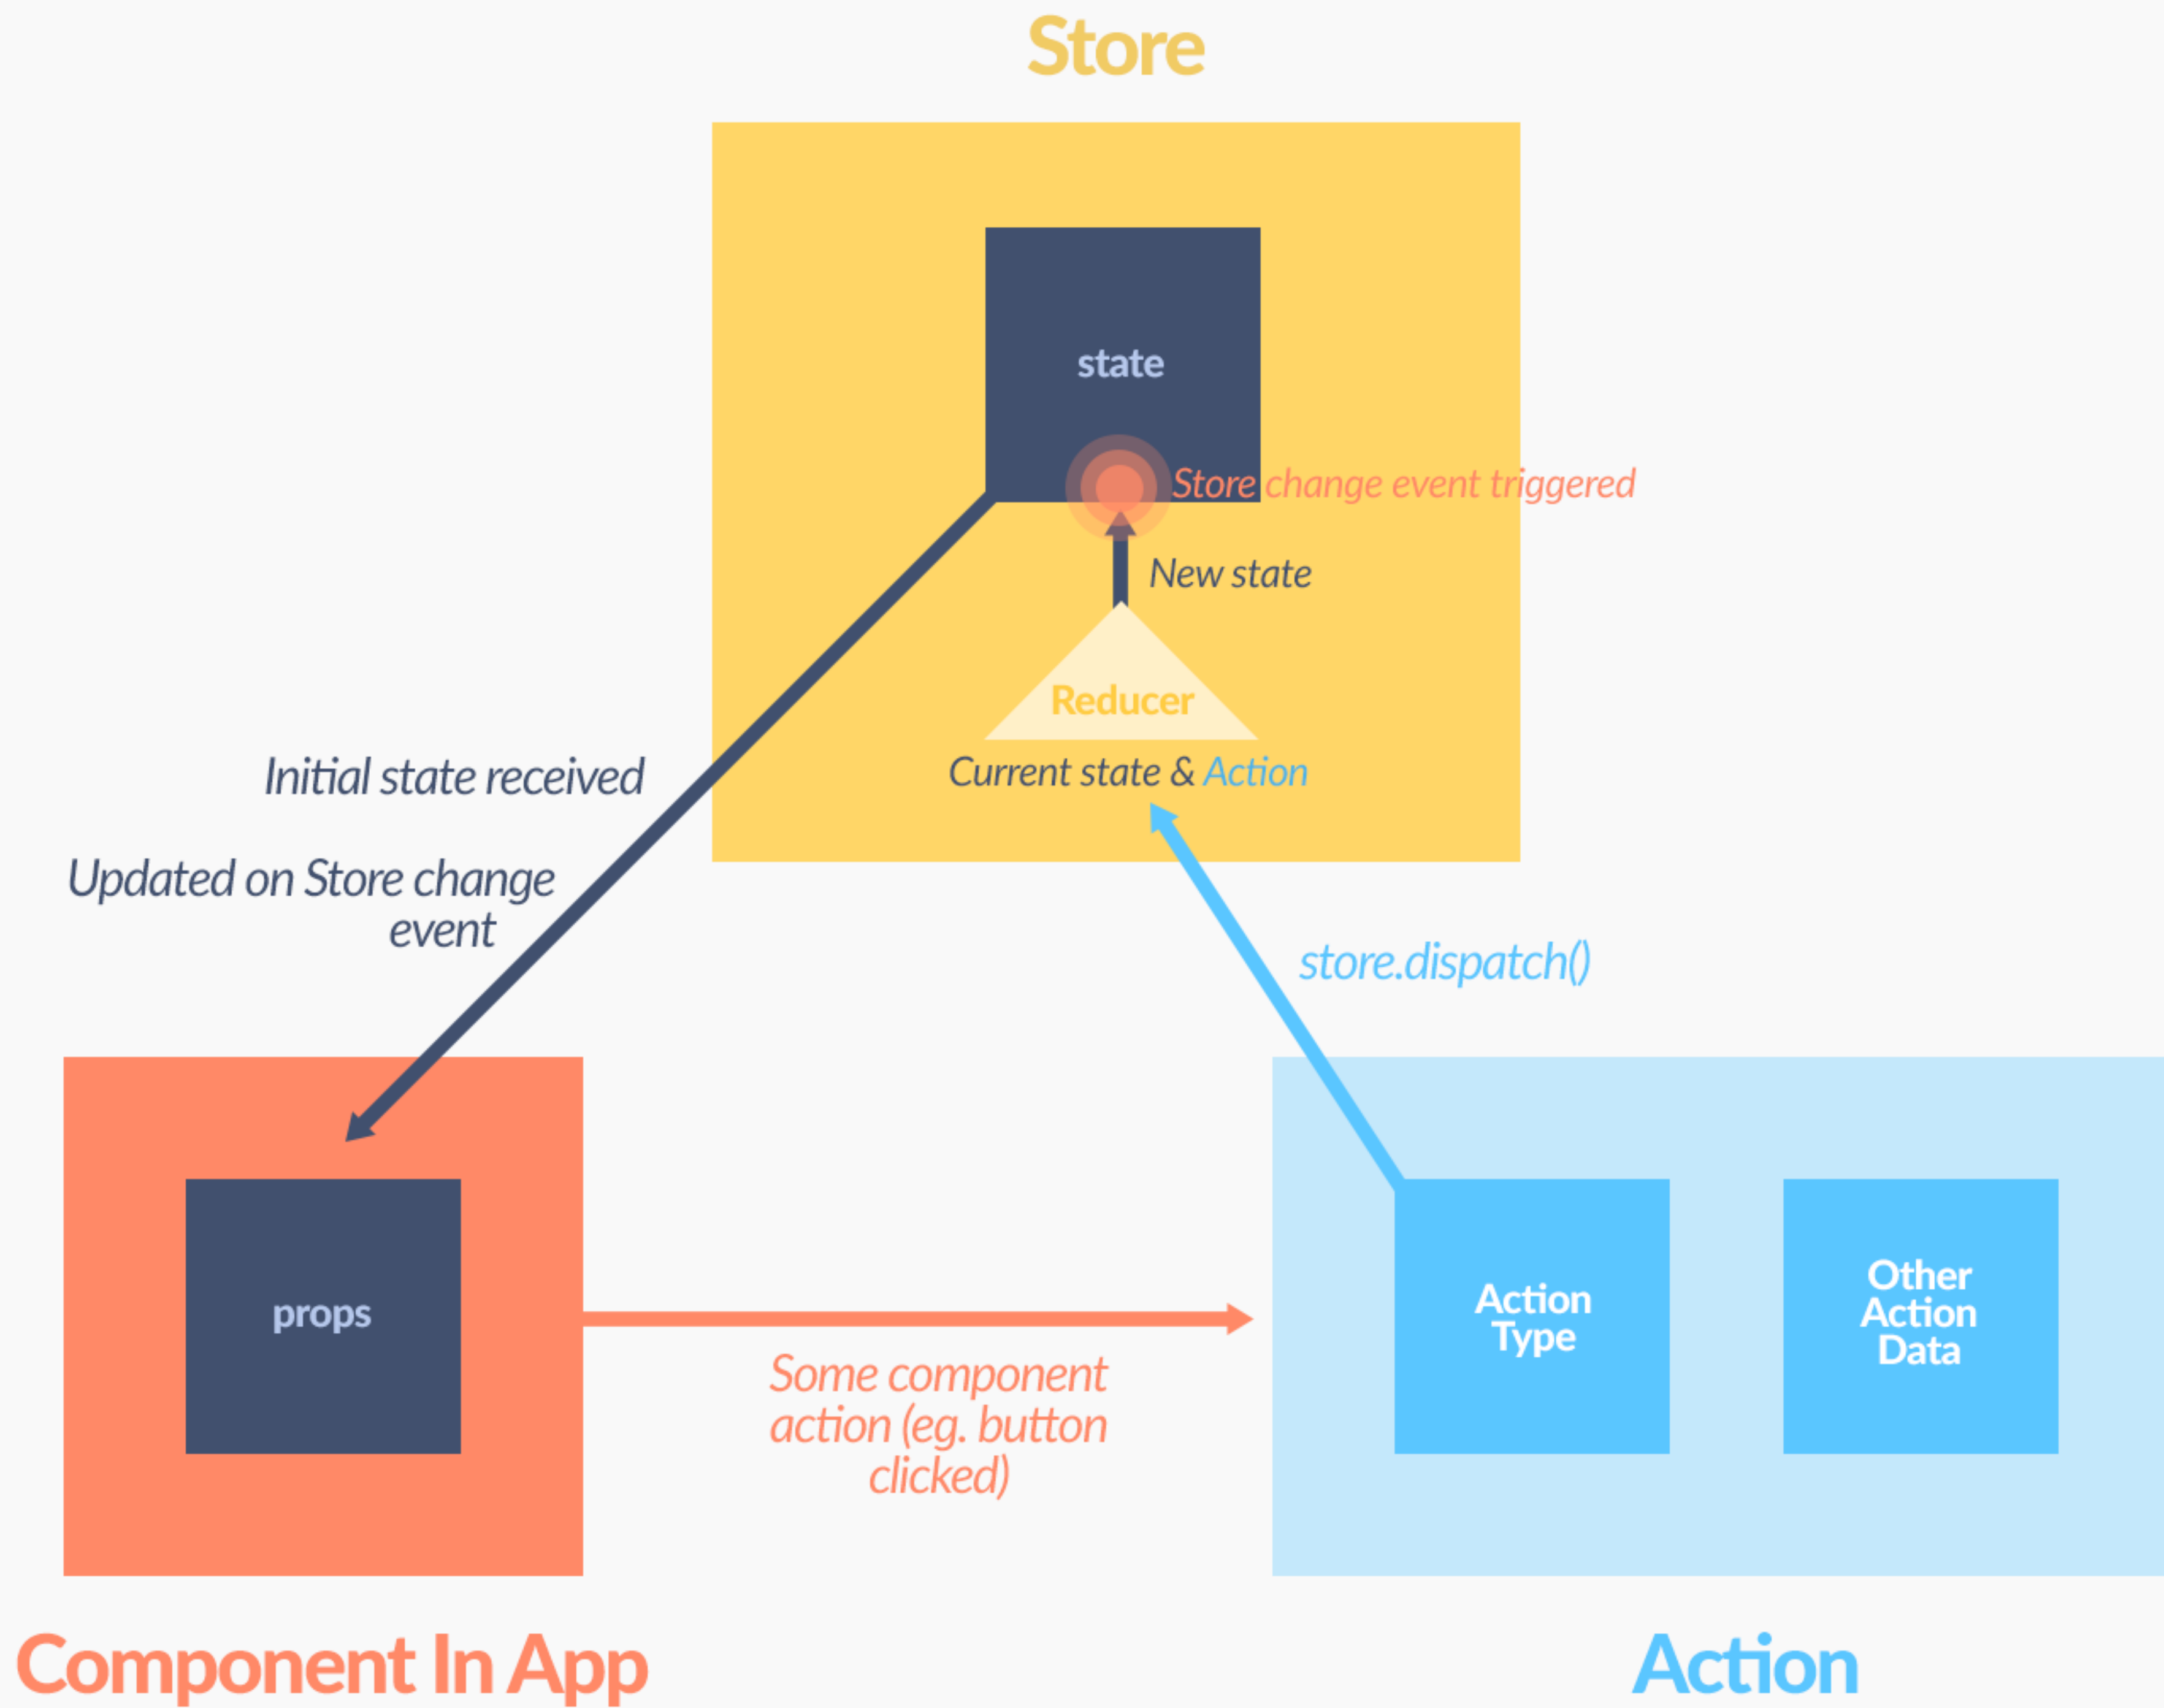 Store
state
Store change event triggered
New state
Reducer
Current state & Action
Initial state received
Updated on Store change
event
store.dispatch()
props
Some component
action (eg. button
clicked)
Action
Type
Other
Action
Data
Component In App
Action